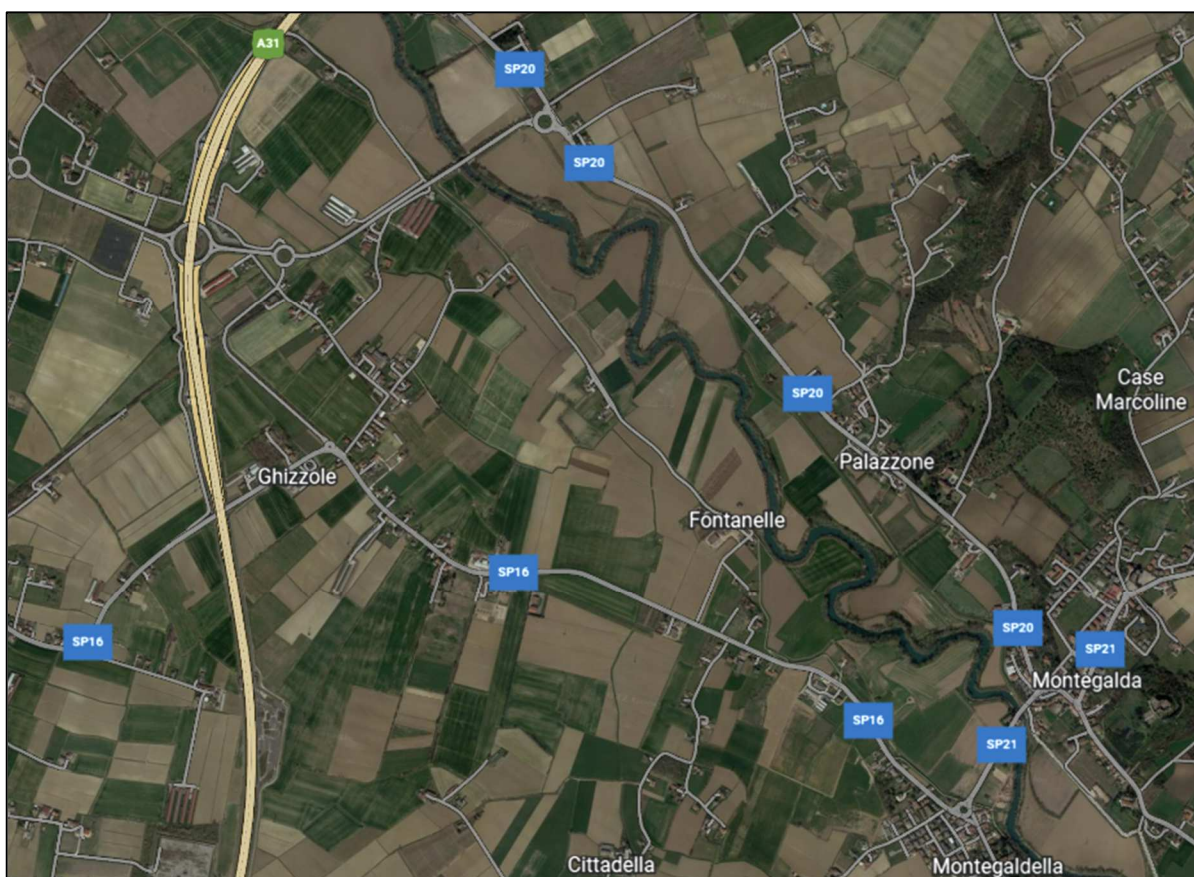 A31
SP20
SP20
SP20
Case
Marcoline
Palazzone
Ghizzole
Fontanelle
SP16
SP20
SP16
SP21
Montegalda
SP16
SP21
Cittadella
Montegaldella